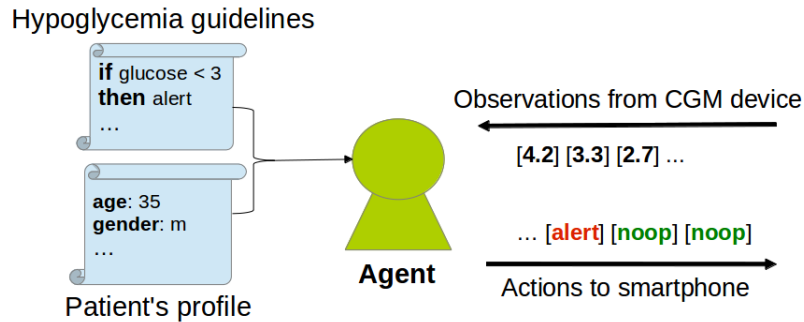 Hypoglycemia guidelines
if glucose < 3
then alert
...
age: 35
gender: m
...
Patient's profile
Agent
Observations from CGM device
[4.2] [3.3] [2.7] ...
... [alert] [noop] [noop]
Actions to smartphone